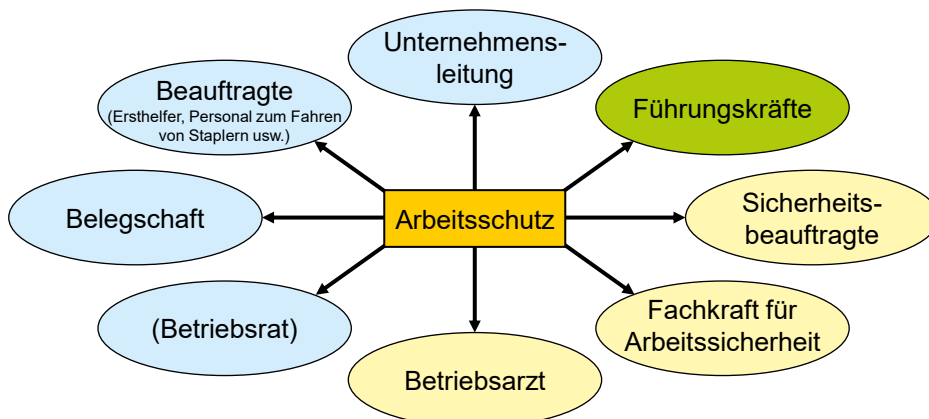 Unternehmens-
leitung
Beauftragte
(Ersthelfer, Personal zum Fahren
von Staplern usw.)
Führungskräfte
Belegschaft
Arbeitsschutz
Sicherheits-
beauftragte
(Betriebsrat)
Fachkraft für
Arbeitssicherheit
Betriebsarzt